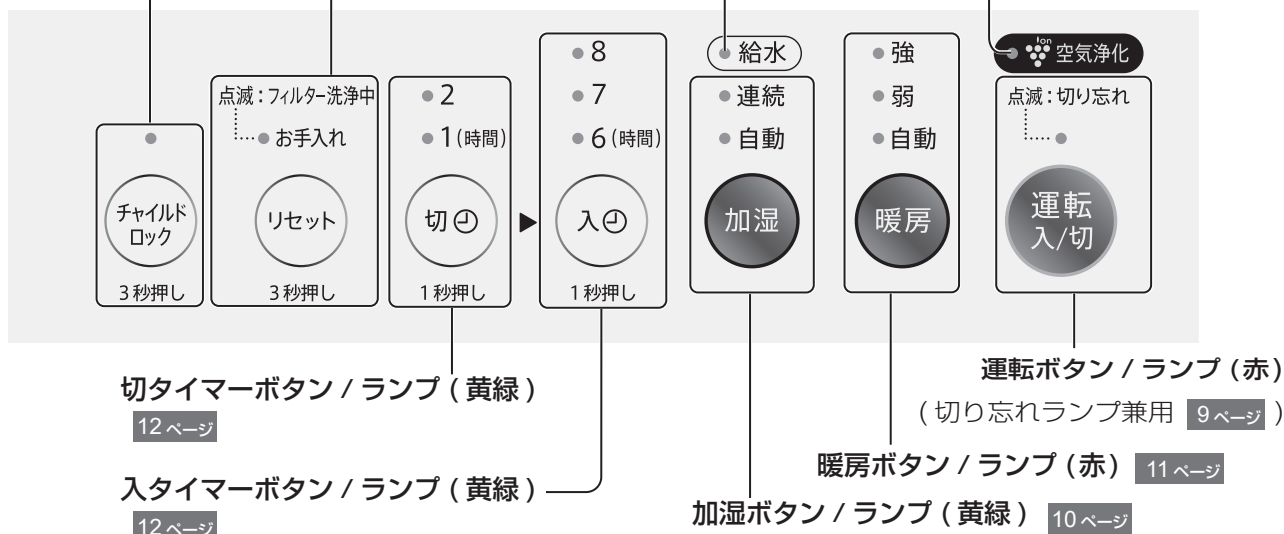 チャイルド
ロック
3秒押し
点滅:フィルター洗浄中
お手入れ
リセット
3秒押し
2
1(時間)
切
1秒押し
8
7
6(時間)
入
1秒押し
給水
連続
自動
加湿
強
弱
自動
暖房
Ion
空気浄化
点滅:切り忘れ
運転
入/切
切タイマーボタン / ランプ ( 黄緑 )
12 ページ
入タイマーボタン / ランプ ( 黄緑 )
12 ページ
運転ボタン / ランプ (赤)
( 切り忘れランプ兼用 9 ページ )
暖房ボタン / ランプ (赤) 11 ページ
加湿ボタン / ランプ ( 黄緑 ) 10 ページ